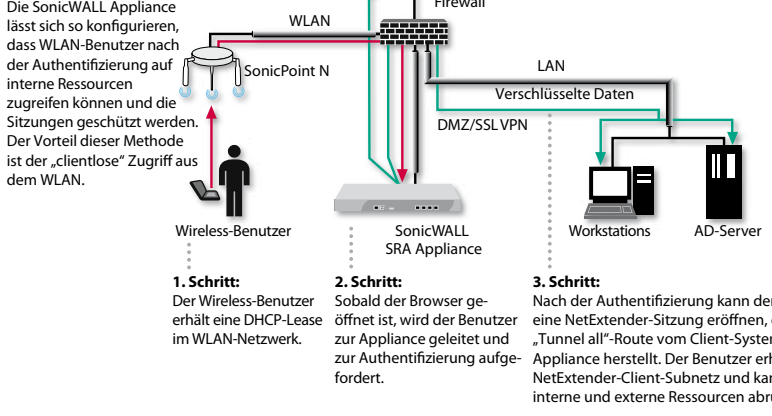 Die SonicWALL Appliance
lässt sich so konfigurieren,
dass WLAN-Benutzer nach
der Authentifizierung auf
interne Ressourcen
zugreifen können und die
Sitzungen geschützt werden.
Der Vorteil dieser Methode
ist der „clientlose“ Zugriff aus
dem WLAN.
WLAN
Firewall
SonicPoint N
LAN
Verschlüsselte Daten
DMZ/SSL VPN
Wireless-Benutzer
SonicWALL
SRA Appliance
Workstations
AD-Server
1. Schritt:
Der Wireless-Benutzer
erhält eine DHCP-Lease
im WLAN-Netzwerk.
2. Schritt:
Sobald der Browser ge-
öffnet ist, wird der Benutzer
zur Appliance geleitet und
zur Authentifizierung aufge-
fordert.
3. Schritt:
Nach der Authentifizierung kann der
eine NetExtender-Sitzung eröffnen,
„Tunnel all“-Route vom Client-System
Appliance herstellt. Der Benutzer
NetExtender-Client-Subnetz und
interne und externe Ressourcen